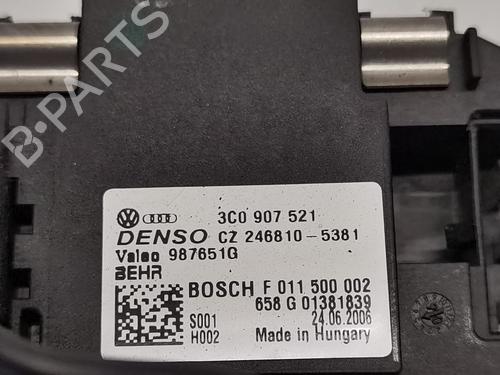 B-PARTS
3C0 907 521
DENSO CZ 246810-5381
Valeo 987651G
BEHR
BOSCH F 011 500 002
658 G 01381839
24.06.2006
S001
H002
Made in Hungary